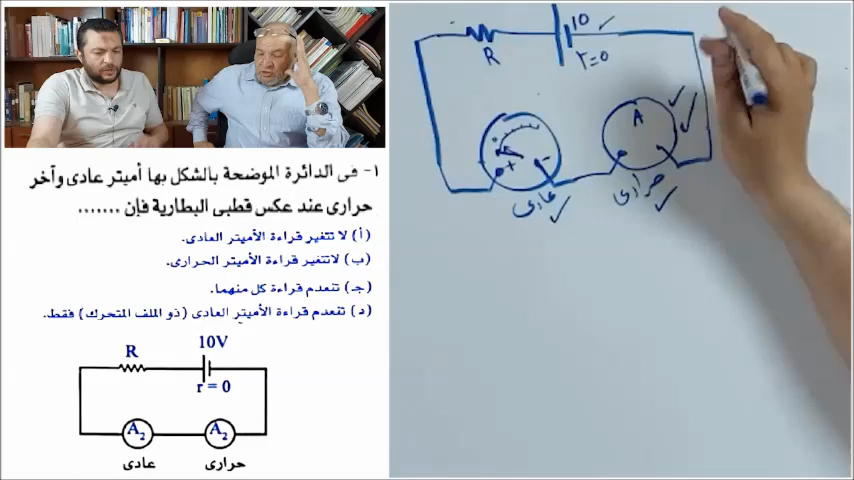 ١- فى الدائرة الموضحة بالشكل بها أميتر عادى وآخر
حرارى عند عكس قطبى البطارية فإن .......
(أ) لا تتغير قراءة الأميتر العادى.
(ب) لاتتغير قراءة الأميتر الحرارى.
(جـ) تنعدم قراءة كل منهما.
(د) تنعدم قراءة الأميتر العادى (ذو الملف المتحرك) فقط.
R
10V
r = 0
A2
A2
عادى
حرارى
10
R
r=0
A
+
-
عادى
حرارى